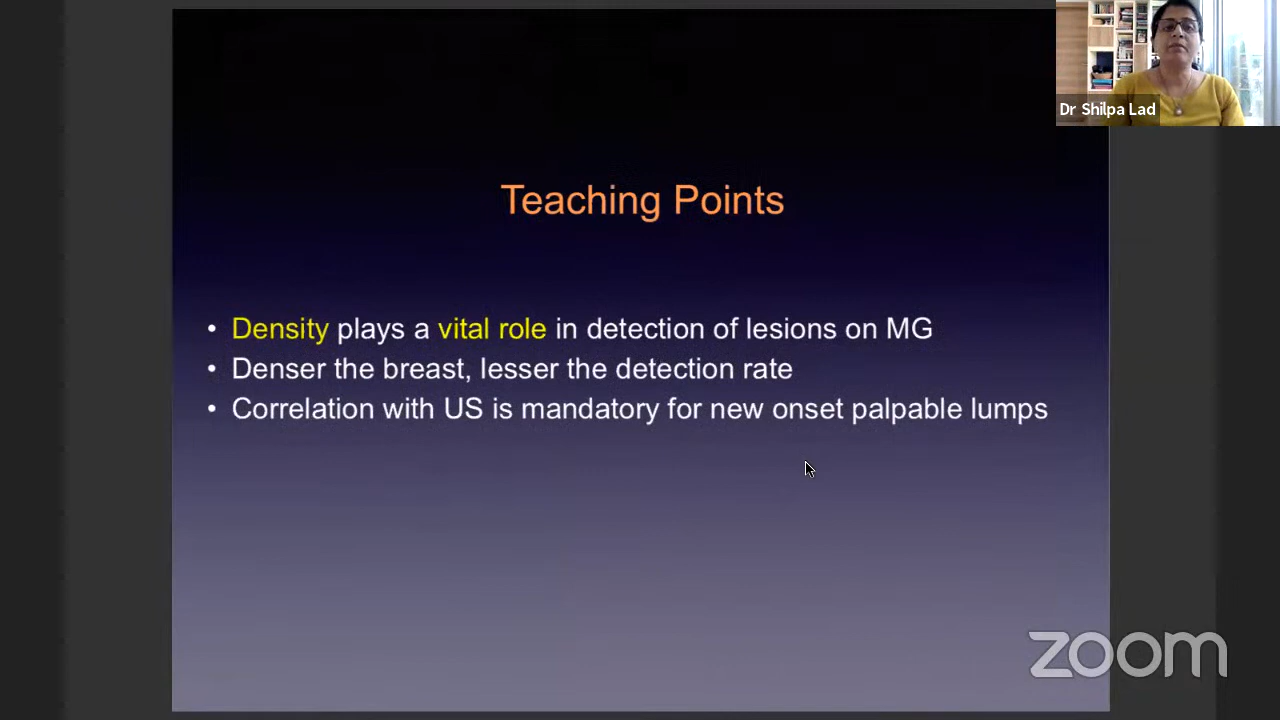 Dr Shilpa Lad
Teaching Points
• Density plays a vital role in detection of lesions on MG
• Denser the breast, lesser the detection rate
• Correlation with US is mandatory for new onset palpable lumps
zoom